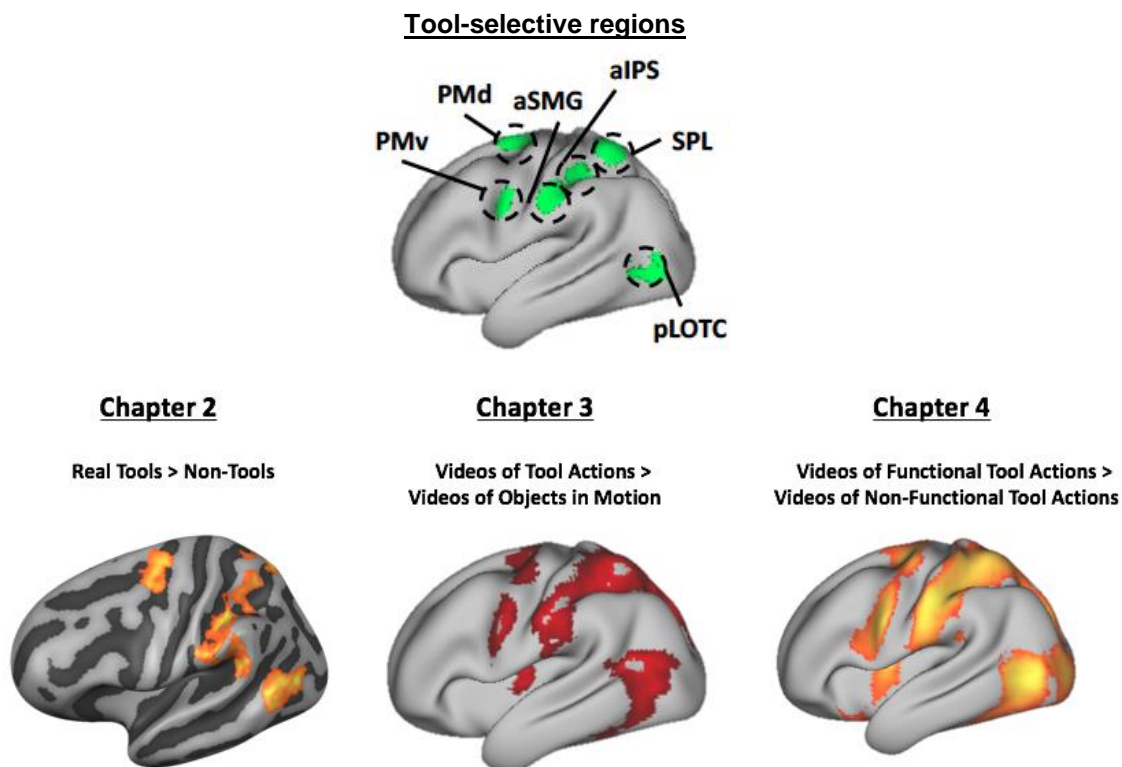 Tool-selective regions
aIPS
PMd
aSMG
PMv
SPL
pLOTC
Chapter 2
Chapter 3
Chapter 4
Real Tools > Non-Tools
Videos of Tool Actions >
Videos of Objects in Motion
Videos of Functional Tool Actions >
Videos of Non-Functional Tool Actions